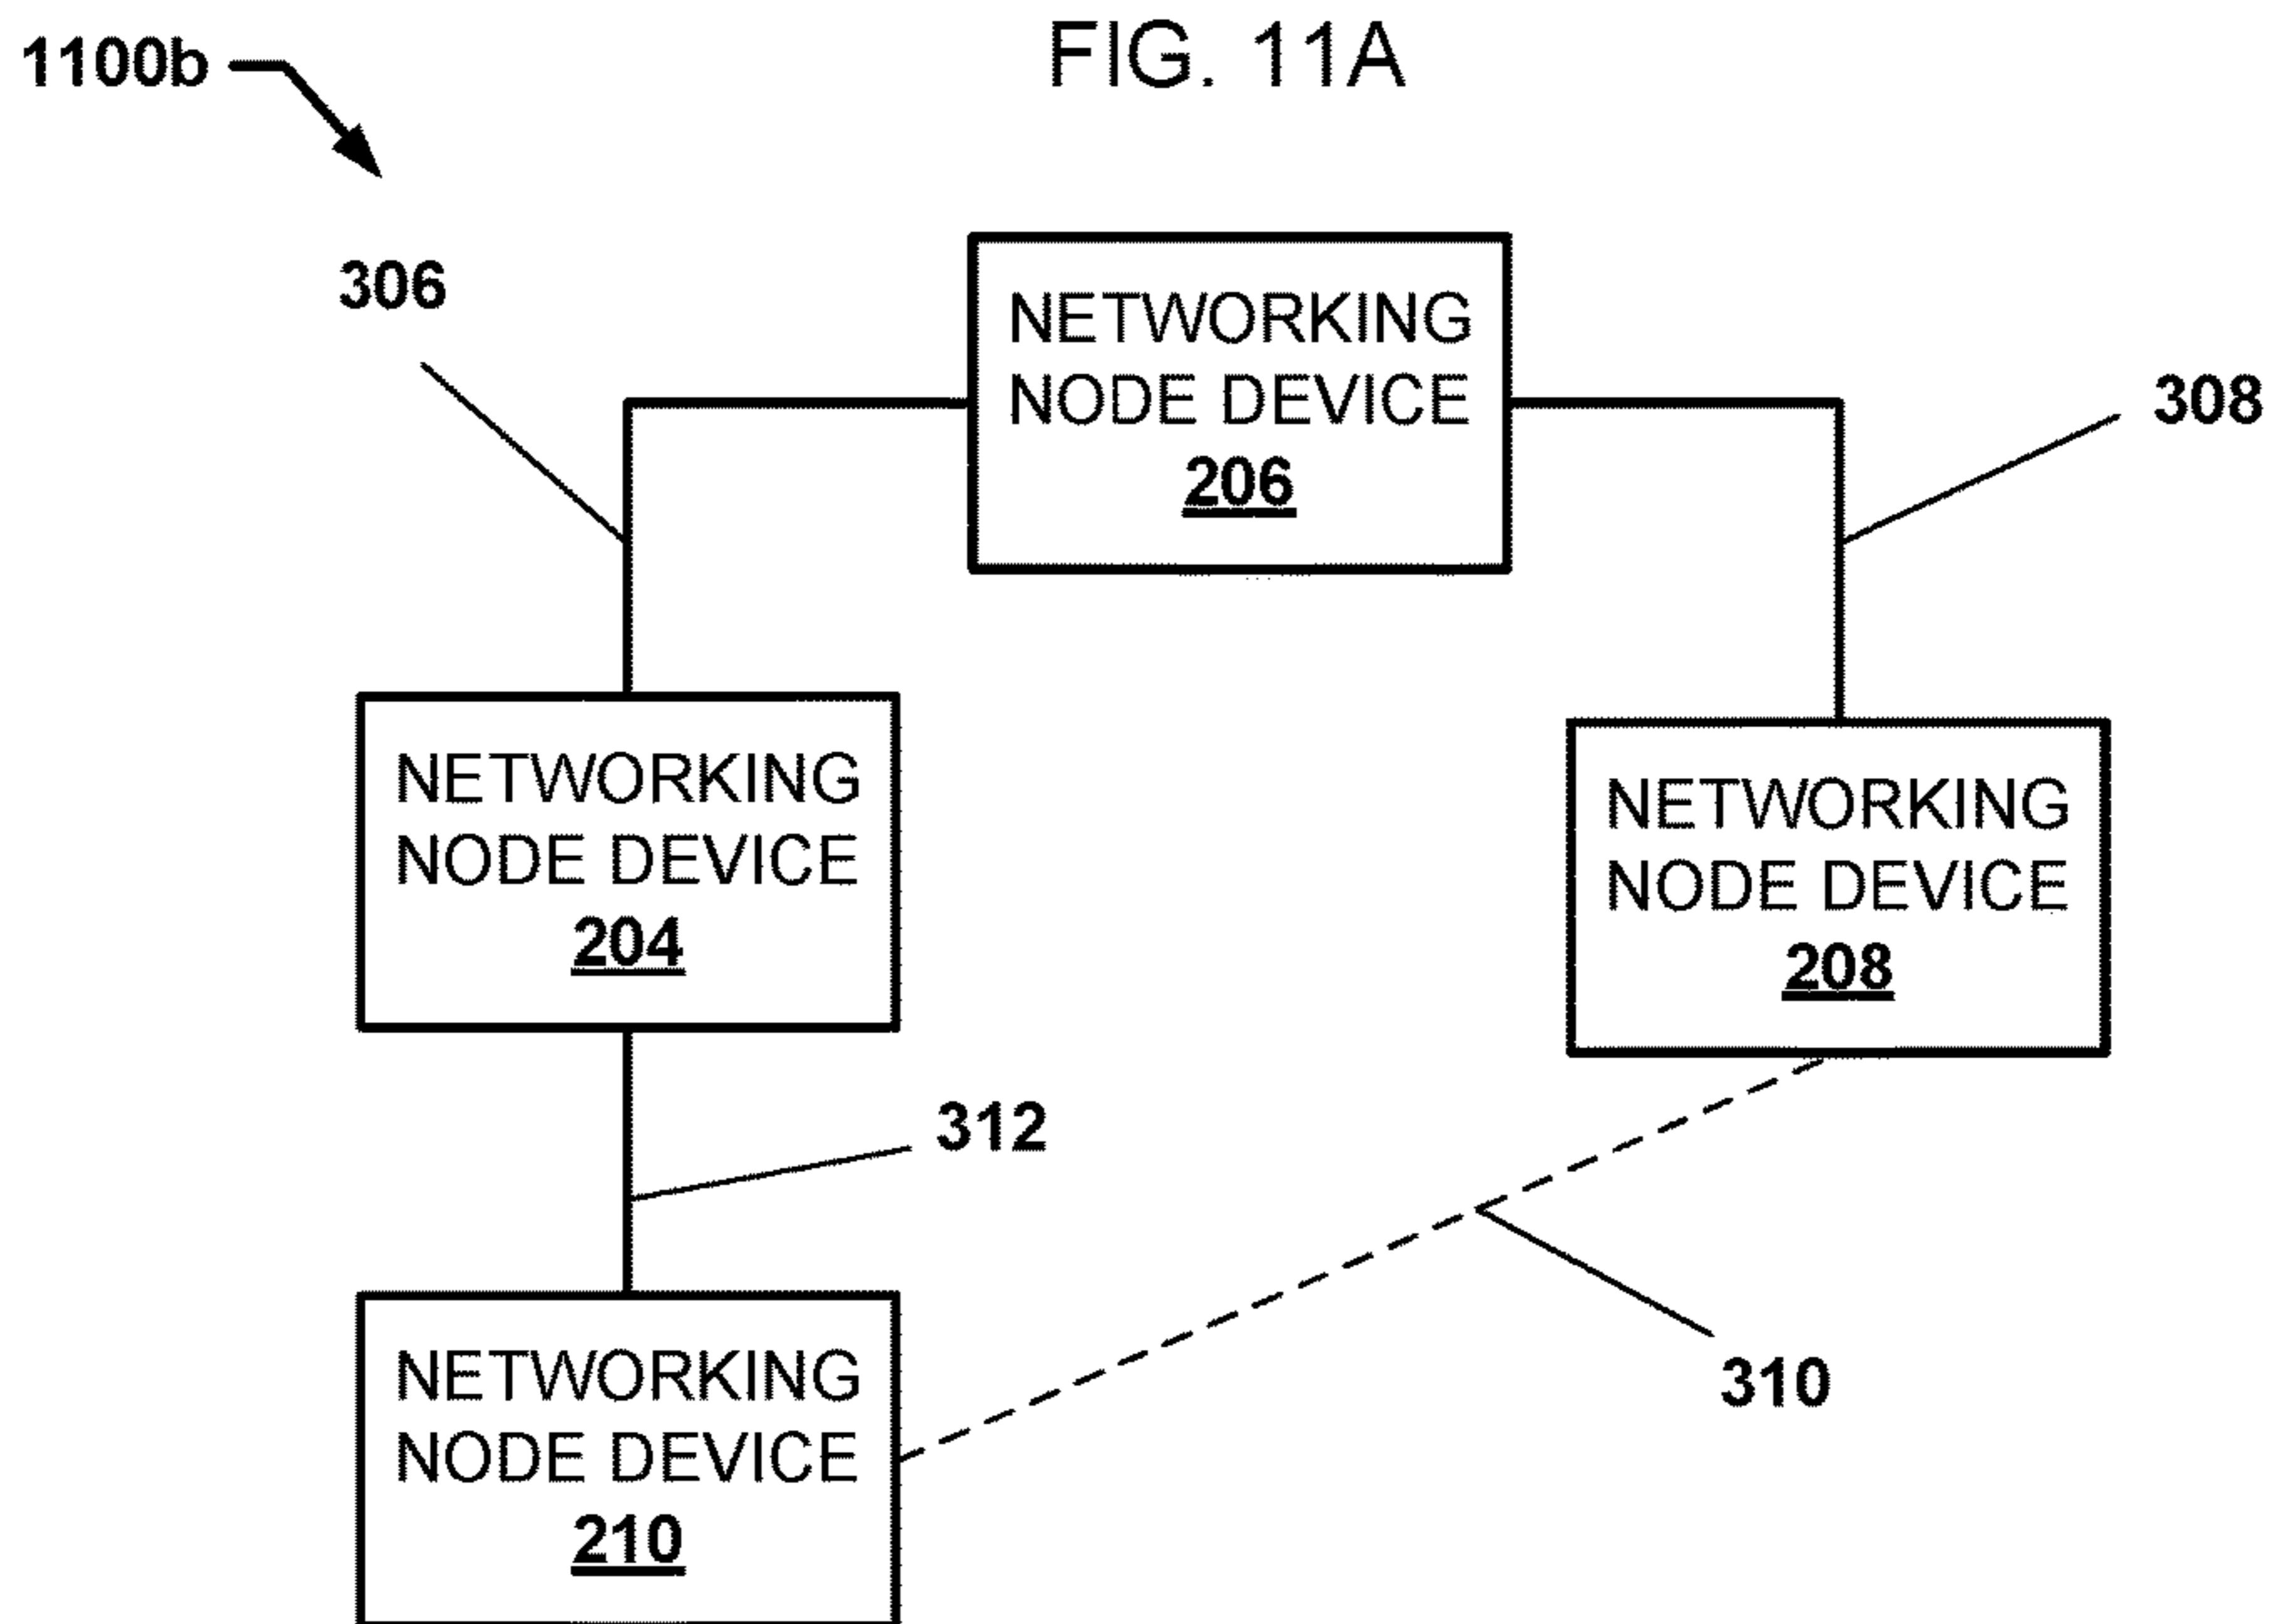 FIG. 11A
1100b
306
NETWORKING
NODE DEVICE
206
308
NETWORKING
NODE DEVICE
204
NETWORKING
NODE DEVICE
208
312
310
NETWORKING
NODE DEVICE
210